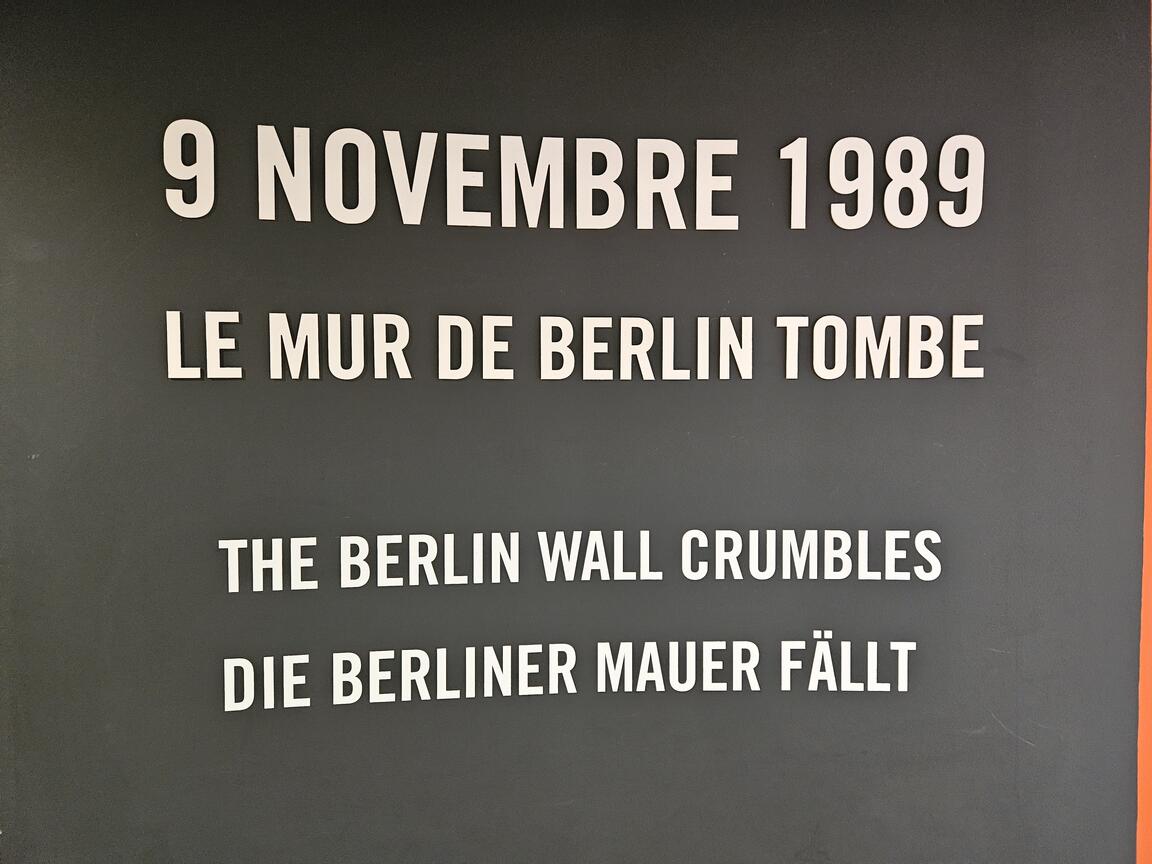 9 NOVEMBRE 1989
LE MUR DE BERLIN TOMBE
THE BERLIN WALL CRUMBLES
DIE BERLINER MAUER FÄLLT